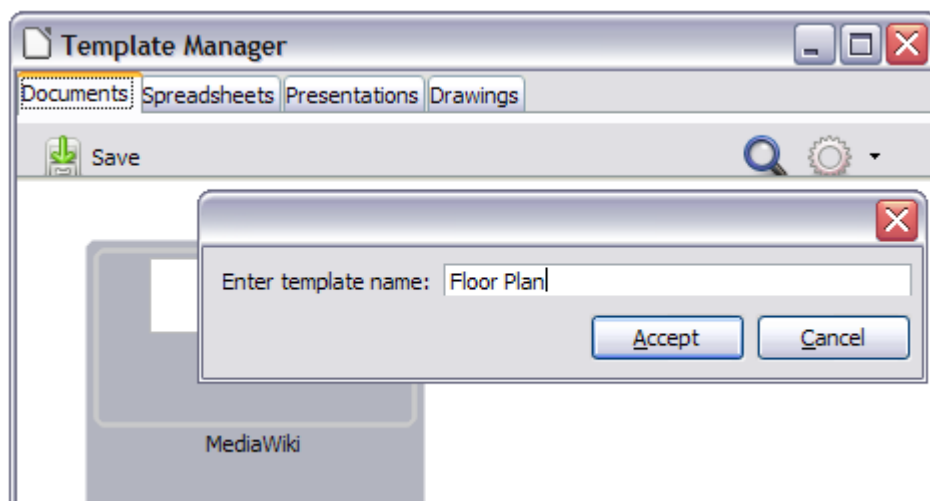 Template Manager
Documents Spreadsheets Presentations Drawings
Save
Enter template name: Floor Plan
Accept Cancel
MediaWiki